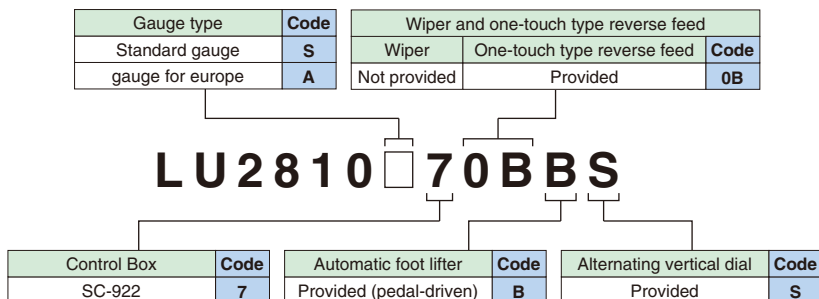 Gauge type Code
Standard gauge S
gauge for europe A
Wiper and one-touch type reverse feed
Wiper One-touch type reverse feed Code
Not provided Provided 0B
LU2810□70BBS
Control Box Code
SC-922 7
Automatic foot lifter Code
Provided (pedal-driven) B
Alternating vertical dial Code
Provided S